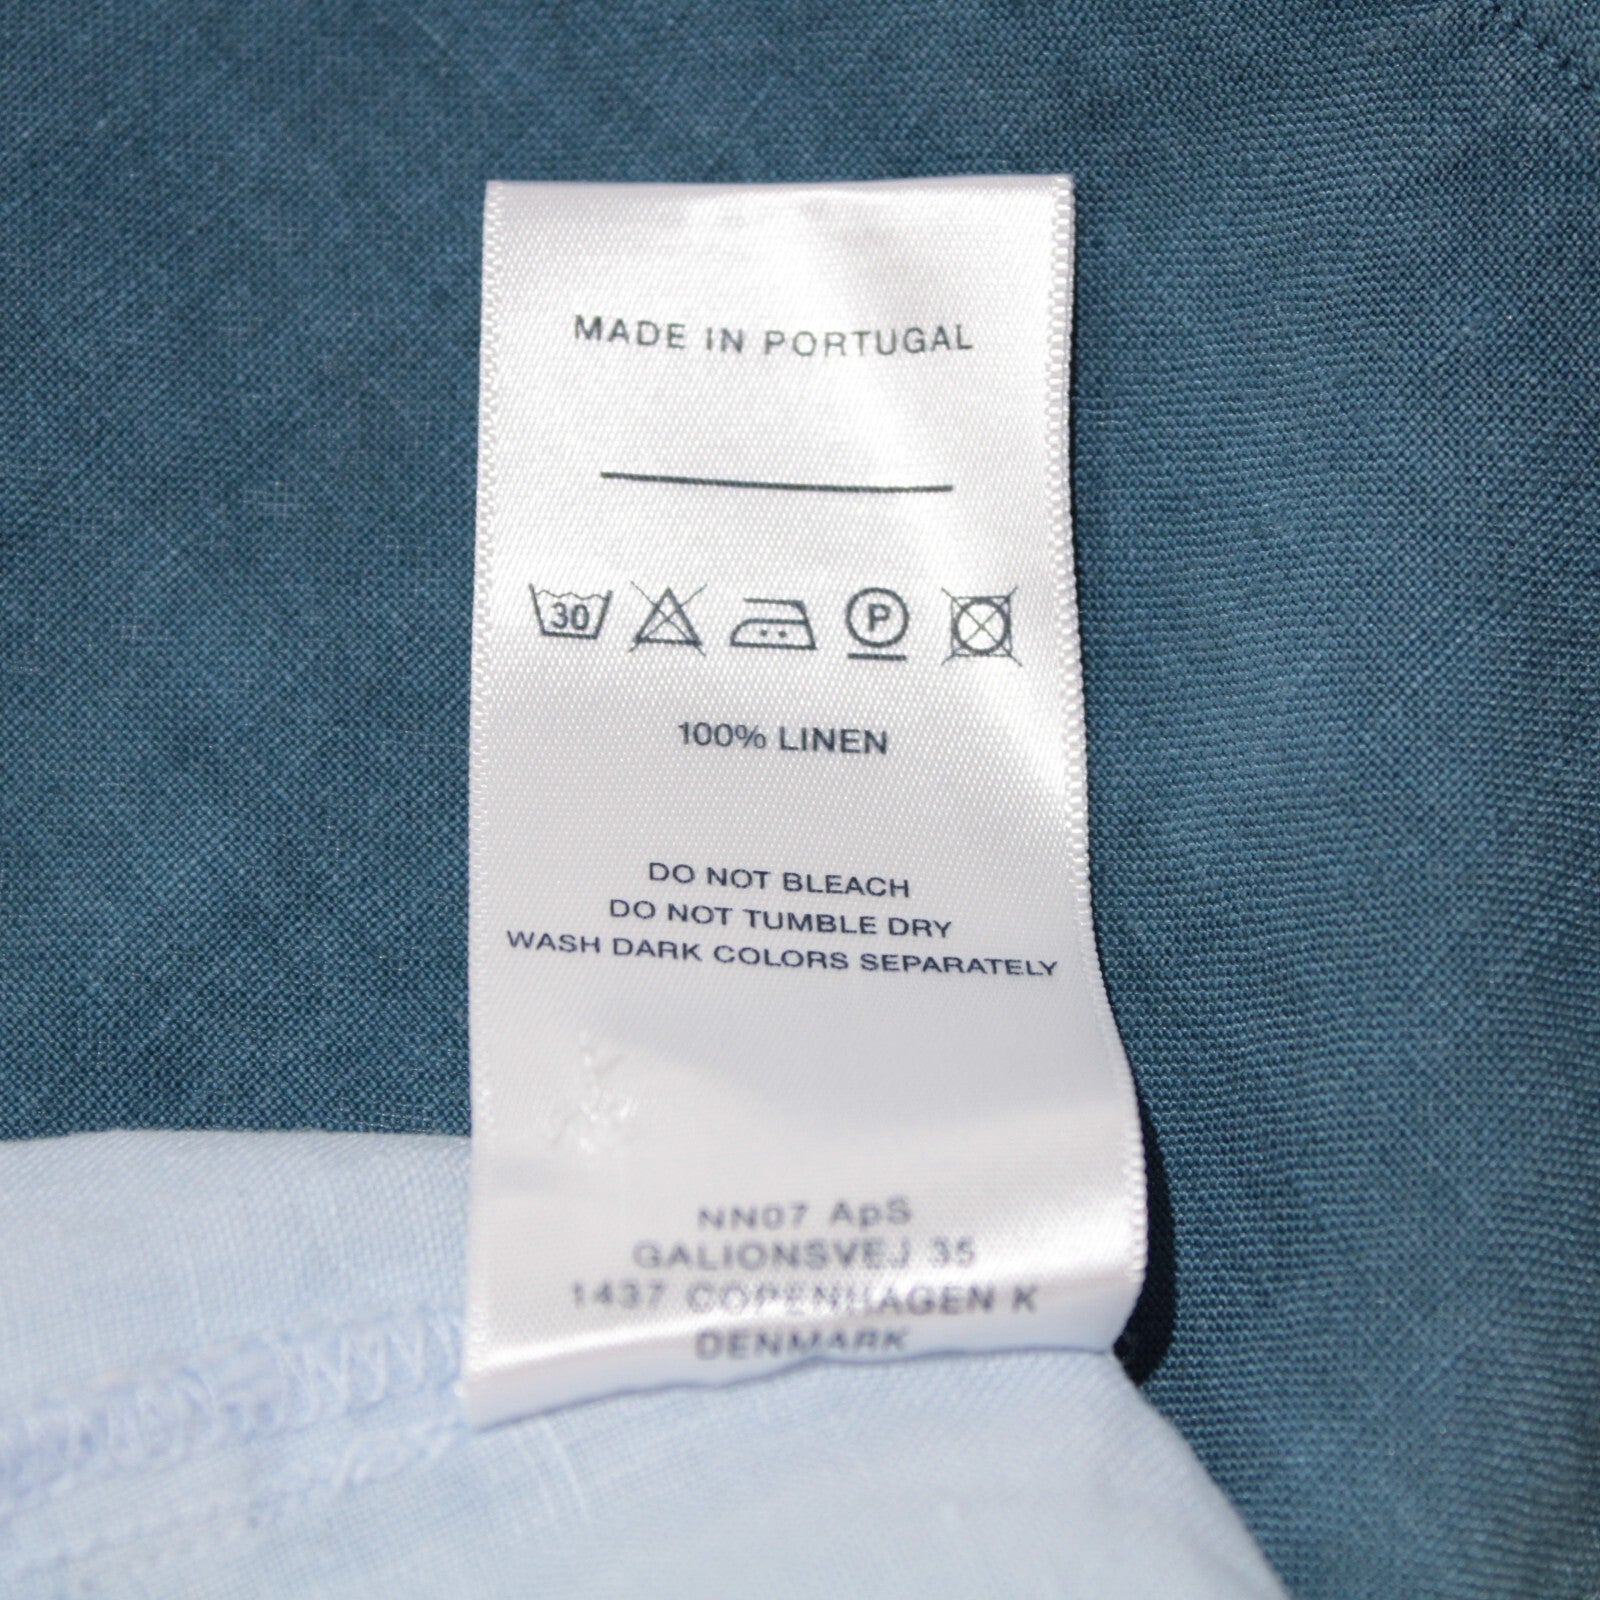 MADE IN PORTUGAL
30 P
100% LINEN
DO NOT BLEACH
DO NOT TUMBLE DRY
WASH DARK COLORS SEPARATELY
NN07 ApS
GALIONSVEJ 35
1437 COPENHAGEN K
DENMARK